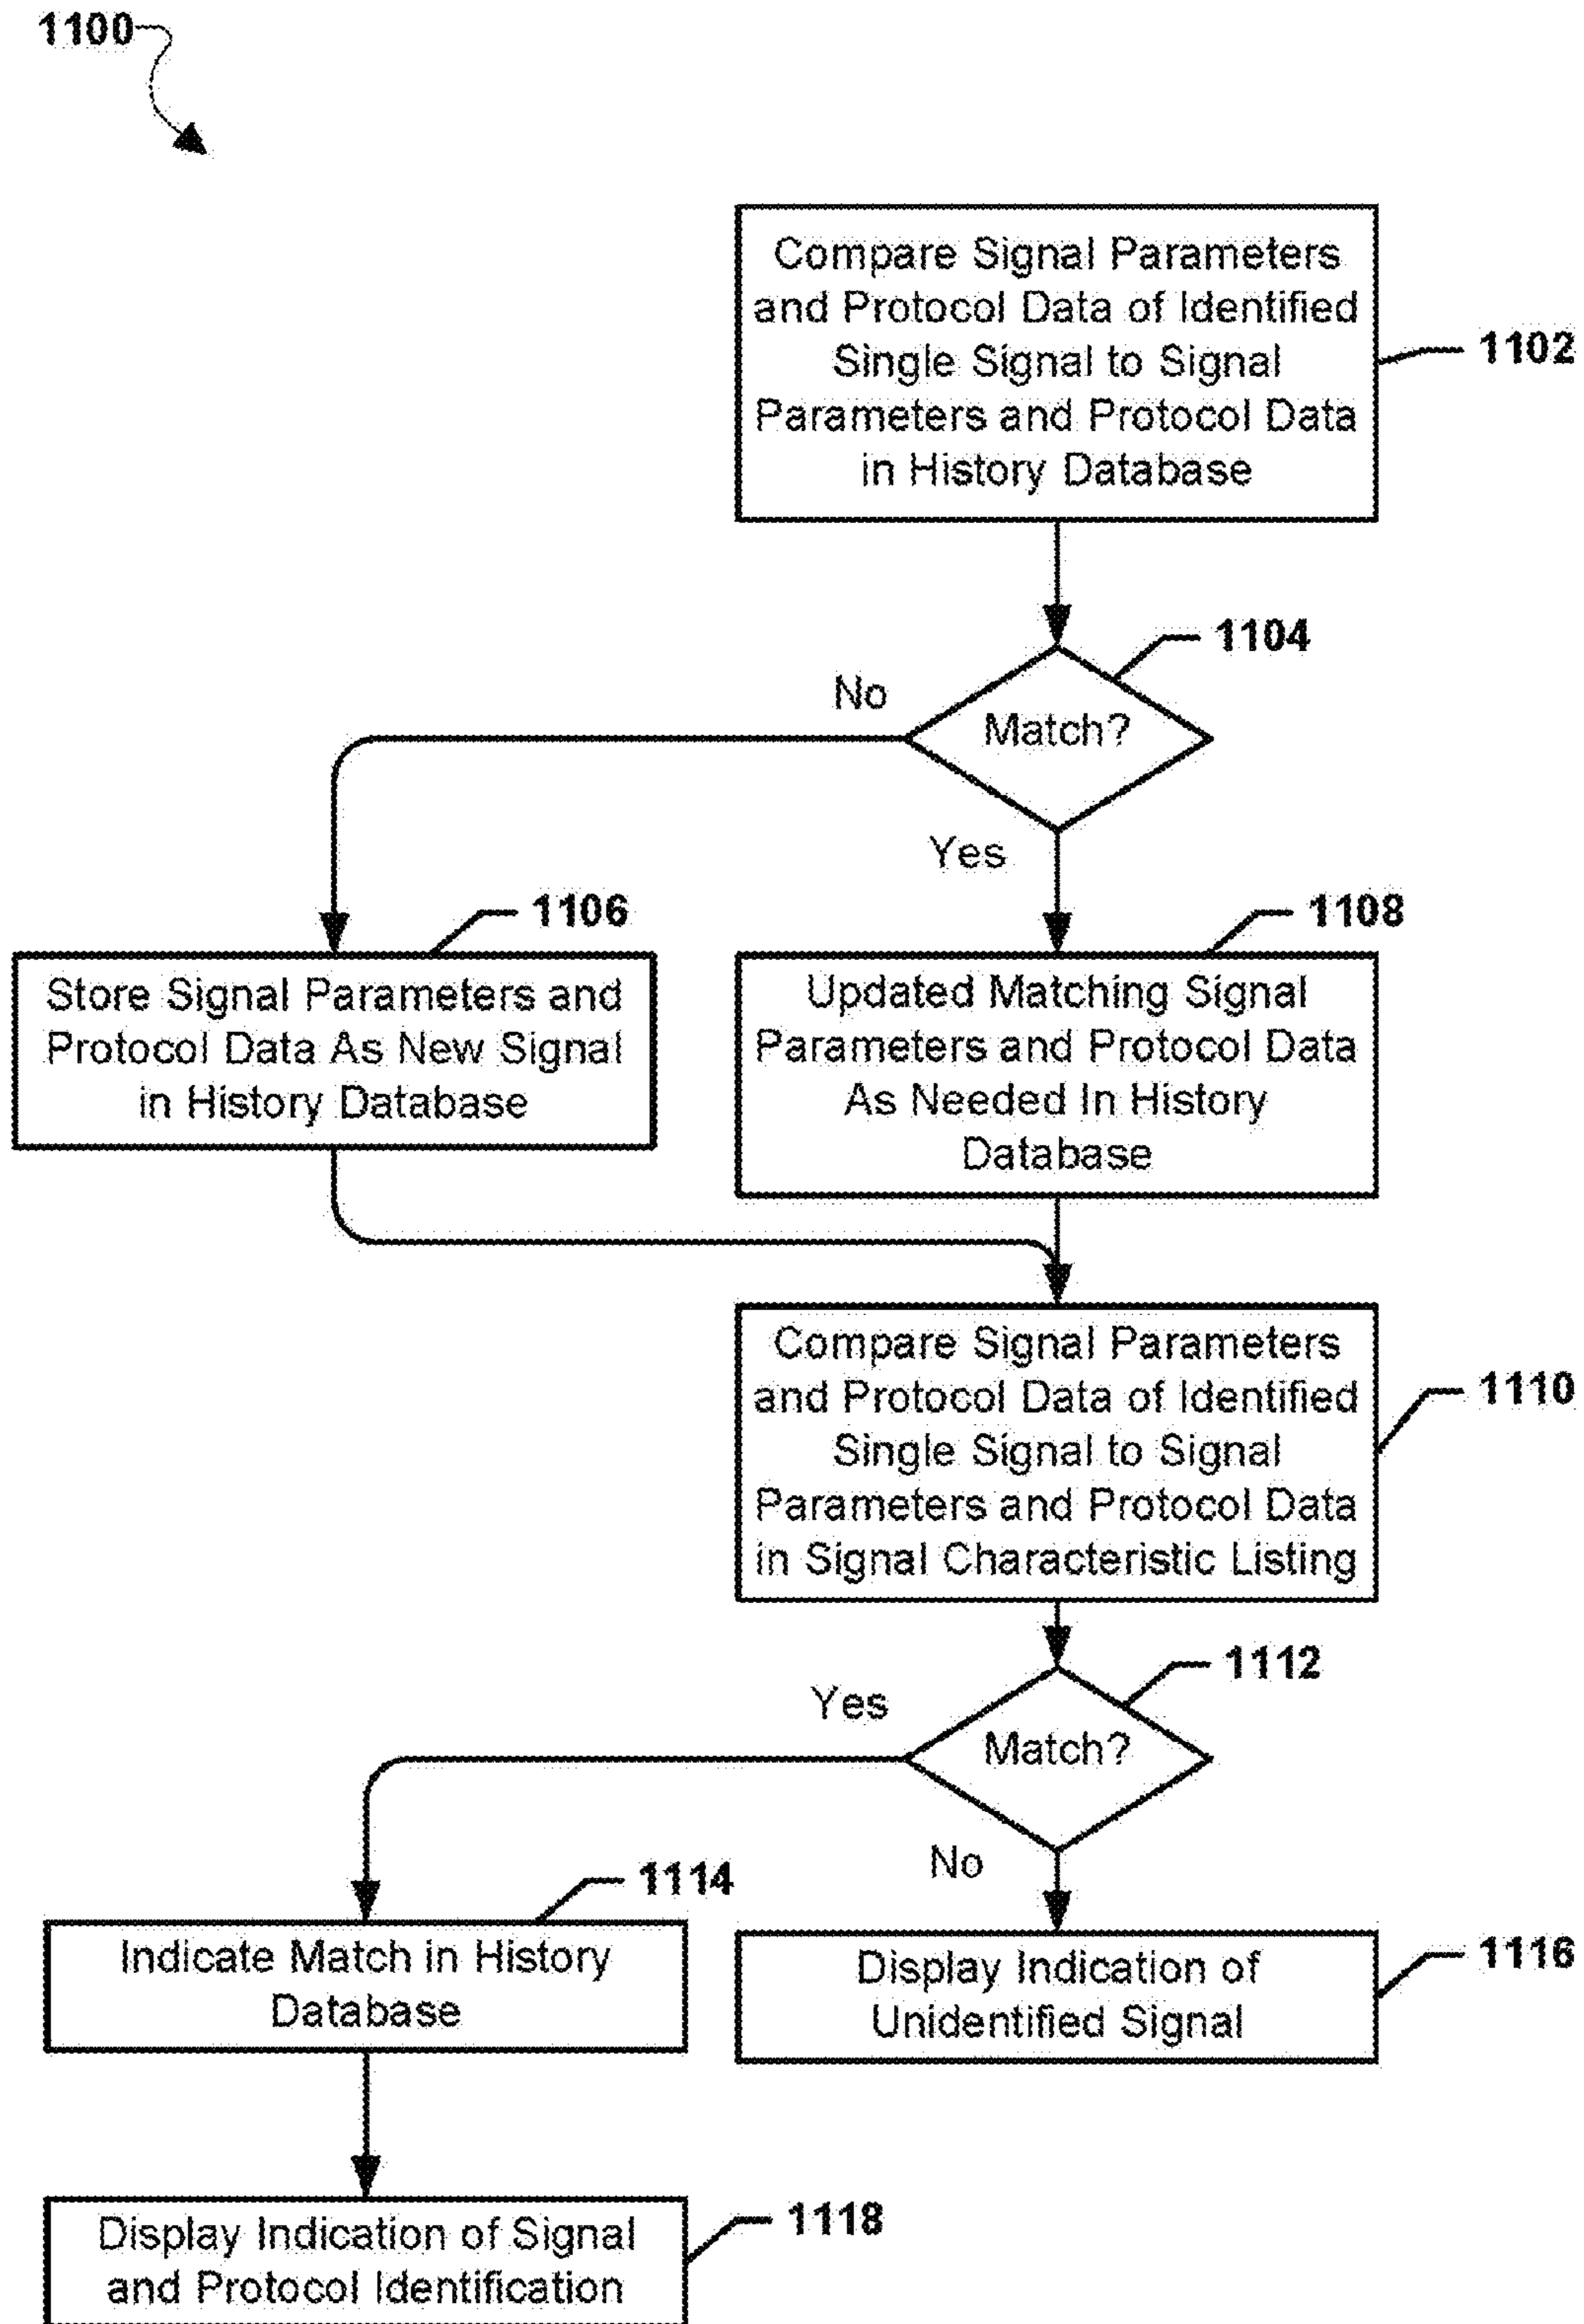 1100
Compare Signal Parameters
and Protocol Data of Identified
Single Signal to Signal
Parameters and Protocol Data
in History Database
1102
1104
No
Match?
Yes
1106
1108
Store Signal Parameters and
Protocol Data As New Signal
in History Database
Updated Matching Signal
Parameters and Protocol Data
As Needed In History
Database
Compare Signal Parameters
and Protocol Data of Identified
Single Signal to Signal
Parameters and Protocol Data
in Signal Characteristic Listing
1110
1112
Yes
Match?
No
1114
Indicate Match in History
Database
Display Indication of
Unidentified Signal
1116
Display Indication of Signal
and Protocol Identification
1118